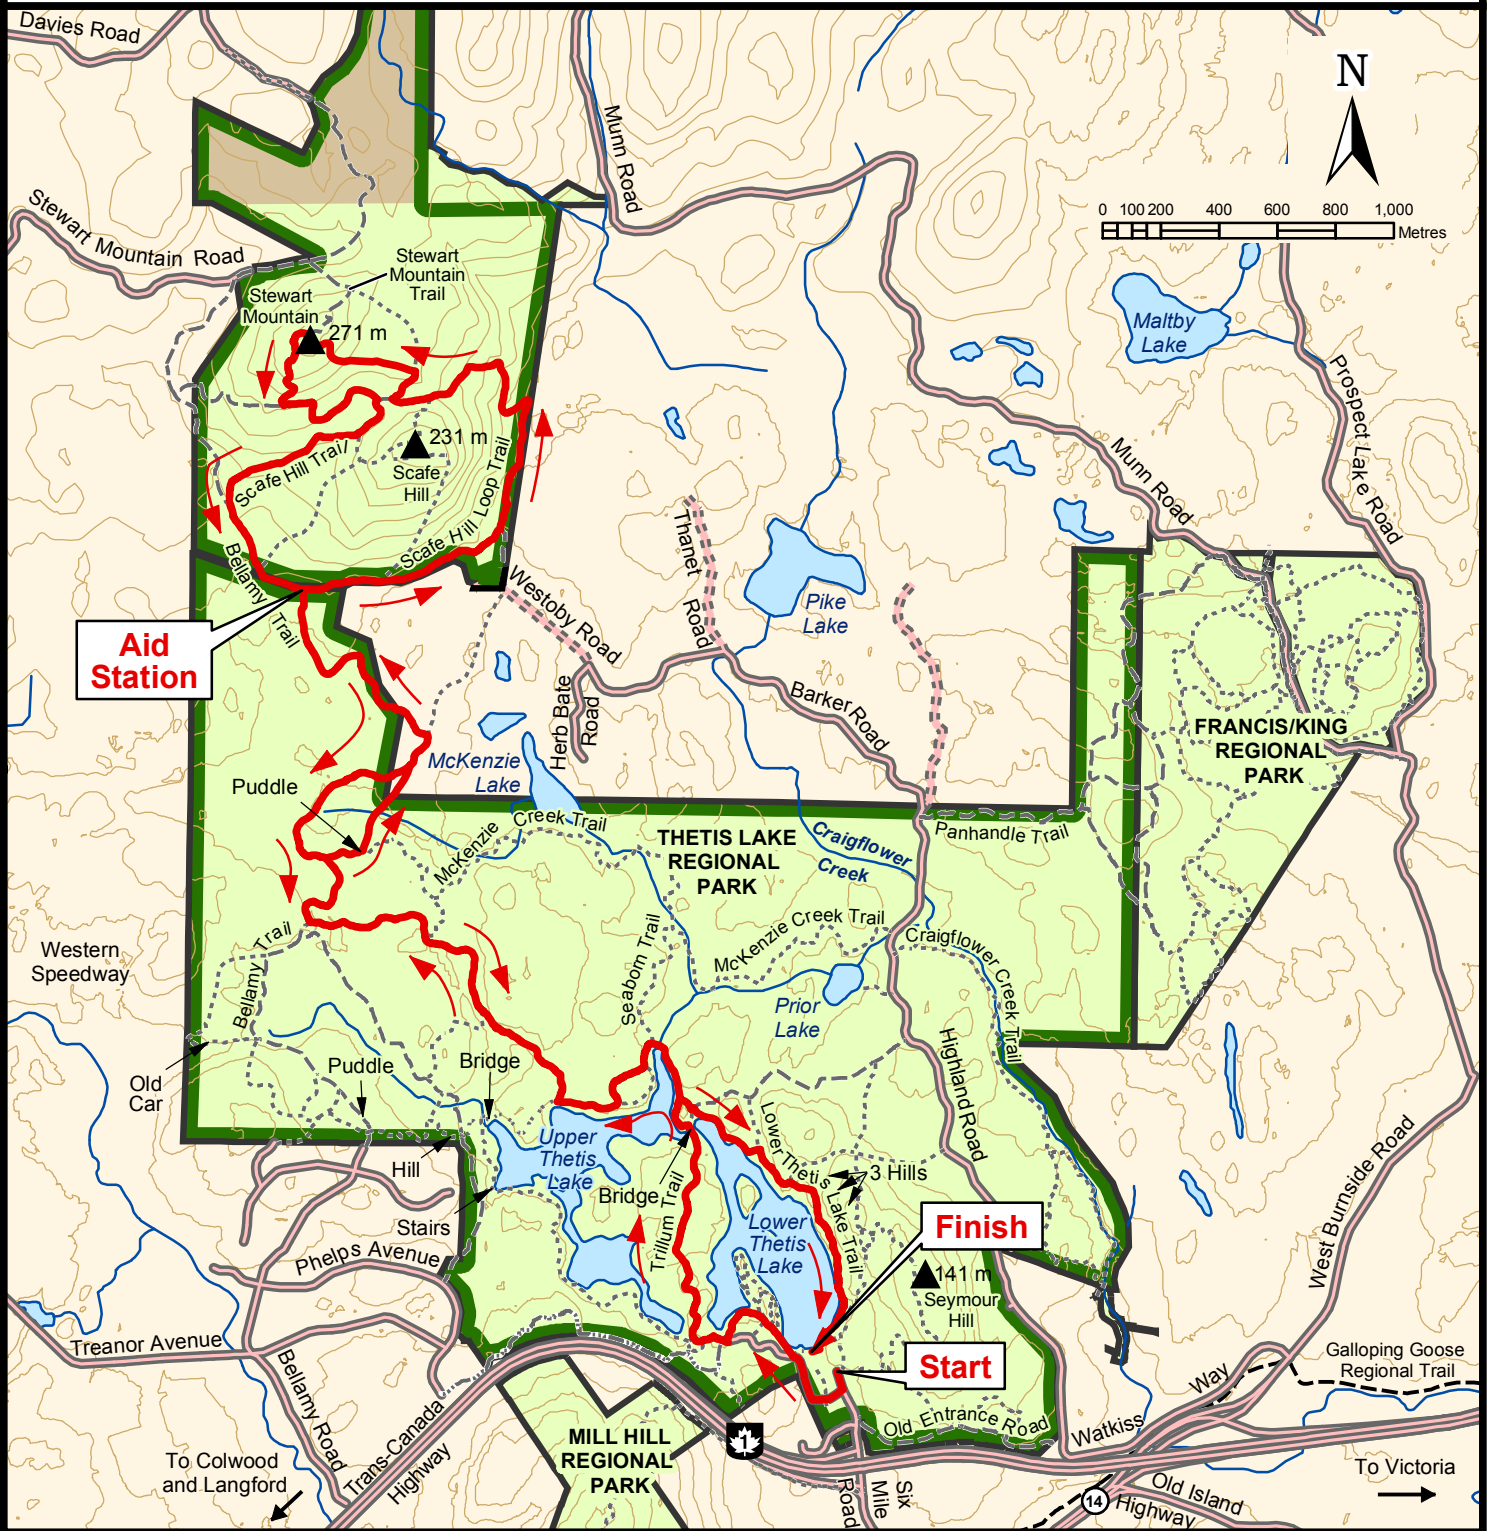 Davies Road
N
Munn Road
0 100 200 400 600 800 1,000
Metres
Stewart Mountain Road
Stewart
Mountain
Trail
Stewart
Mountain
271 m
Maltby
Lake
Prospect Lake Road
231 m
Scafe
Hill
Scafe Hill Trail
Scafe Hill Loop Trail
Munn Road
Thanet
Road
Bellamy
Trail
Westoby Road
Pike
Lake
Aid
Station
Herb Bate
Road
Barker Road
FRANCIS/KING
REGIONAL
PARK
McKenzie
Lake
Puddle
McKenzie
Creek Trail
THETIS LAKE
REGIONAL
PARK
Craigflower
Creek
Panhandle Trail
McKenzie Creek Trail
Seabom Trail
Craigflower Creek Trail
Western
Speedway
Bellamy Trail
Prior
Lake
Highland Road
Old
Car
Puddle
Bridge
Upper
Thetis
Lake
Lower Thetis Lake Trail
3 Hills
Hill
Bridge
Stairs
Trillum Trail
Lower
Thetis
Lake
Finish
West Burnside Road
Phelps Avenue
141 m
Seymour
Hill
Treanor Avenue
Start
Galloping Goose
Regional Trail
Bellamy Road
Way
Watkiss
Old Entrance Road
Trans-Canada
Highway
MILL HILL
REGIONAL
PARK
1
To Colwood
and Langford
To Victoria
Six
Mile
Road
14
Old Island
Highway